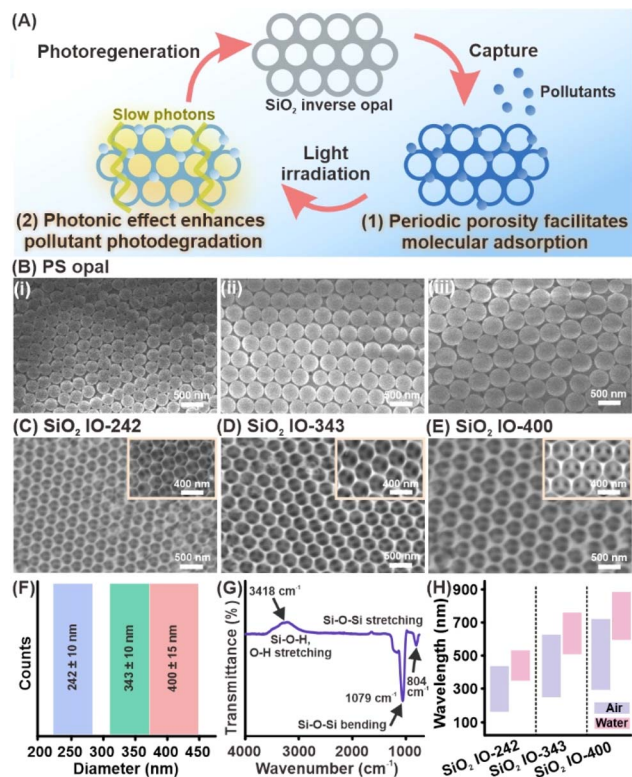 (A)
Photoregeneration
SiO₂ inverse opal
Capture
Pollutants
Slow photons
Light
irradiation
(2) Photonic effect enhances
pollutant photodegradation
(1) Periodic porosity facilitates
molecular adsorption
(B) PS opal
(i)
500 nm
(ii)
500 nm
(iii)
500 nm
(C) SiO₂ IO-242
400 nm
500 nm
(D) SiO₂ IO-343
400 nm
500 nm
(E) SiO₂ IO-400
400 nm
500 nm
(F)
Counts
242 ± 10 nm
343 ± 10 nm
400 ± 15 nm
200 250 300 350 400 450 500
Diameter (nm)
(G)
Transmittance (%)
3418 cm⁻¹
Si-O-H,
O-H stretching
Si-O-Si stretching
804
cm⁻¹
1079 cm⁻¹
Si-O-Si bending
4000 3000 2000 1000
Wavenumber (cm⁻¹)
(H)
Wavelength (nm)
900
700
500
300
100
Air
Water
SiO₂ IO-242
SiO₂ IO-343
SiO₂ IO-400